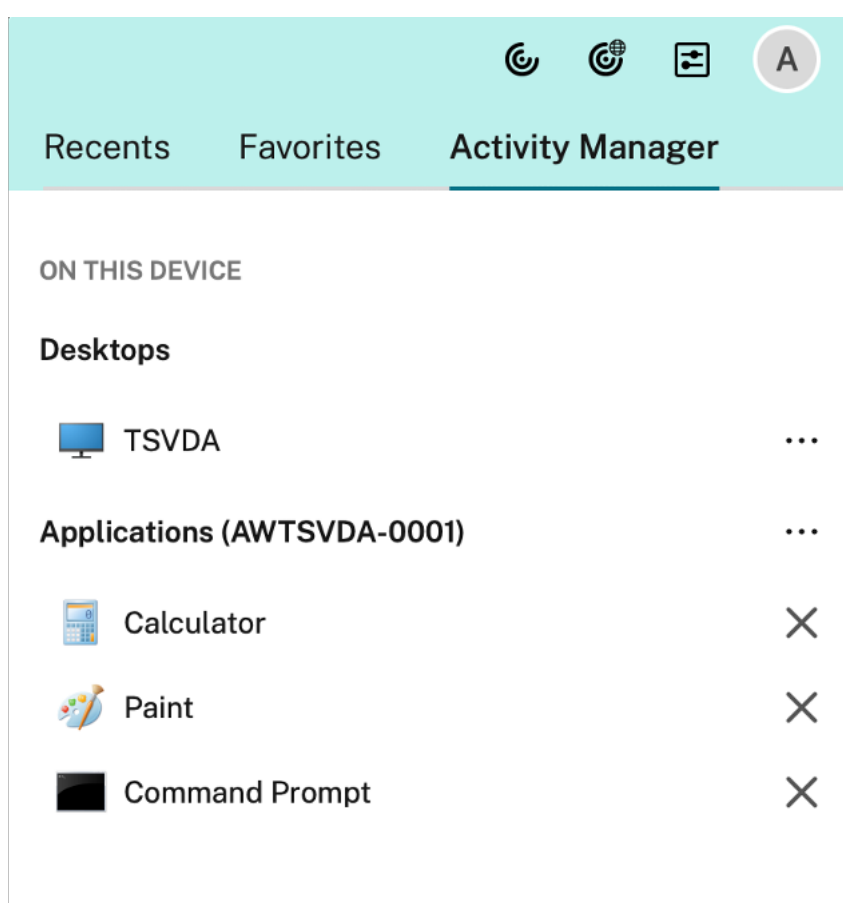 A
Recents Favorites Activity Manager
ON THIS DEVICE
Desktops
TSVDA
Applications (AWTSVDA-0001)
Calculator
Paint
Command Prompt